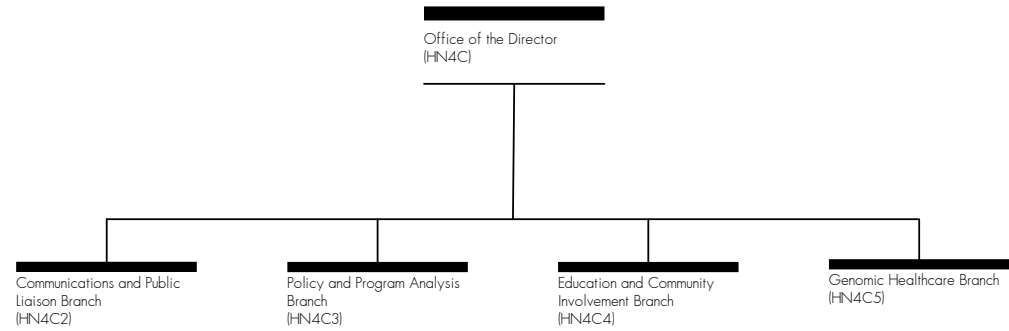 Office of the Director
(HN4C)
Communications and Public
Liaison Branch
(HN4C2)
Policy and Program Analysis
Branch
(HN4C3)
Education and Community
Involvement Branch
(HN4C4)
Genomic Healthcare Branch
(HN4C5)